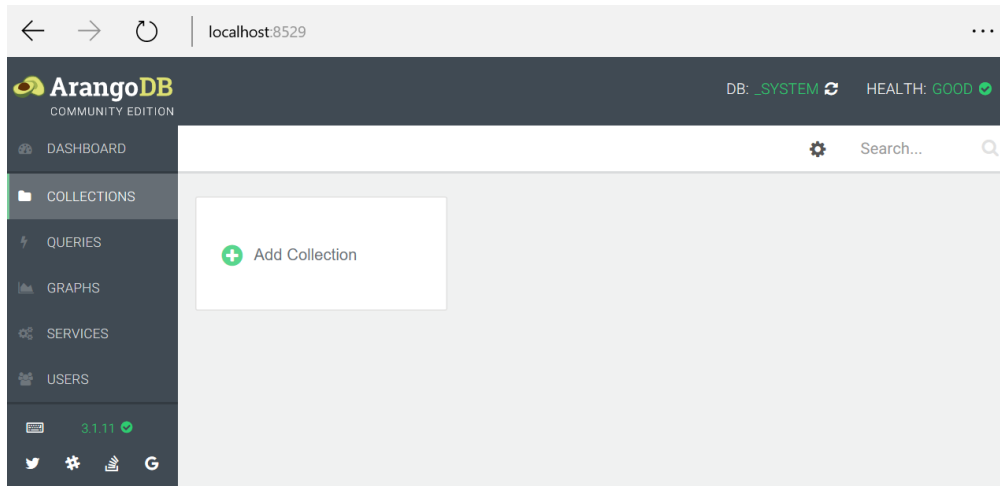 localhost:8529
ArangoDB
COMMUNITY EDITION
DB: _SYSTEM HEALTH: GOOD
DASHBOARD
Search...
COLLECTIONS
QUERIES
Add Collection
GRAPHS
SERVICES
USERS
3.1.11